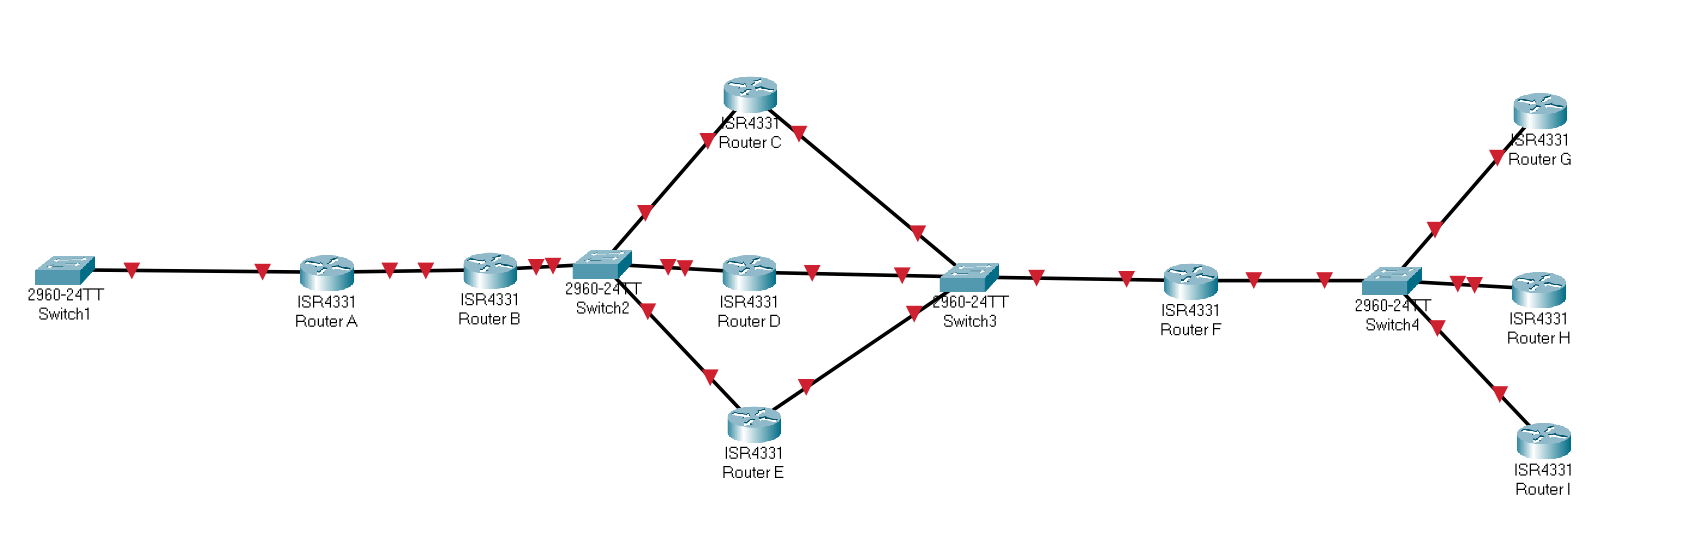 ISR4331
Router C
ISR4331
Router G
2960-24TT
Switch1
ISR4331
Router A
ISR4331
Router B
2960-24TT
Switch2
ISR4331
Router D
2960-24TT
Switch3
ISR4331
Router F
2960-24TT
Switch4
ISR4331
Router H
ISR4331
Router E
ISR4331
Router I